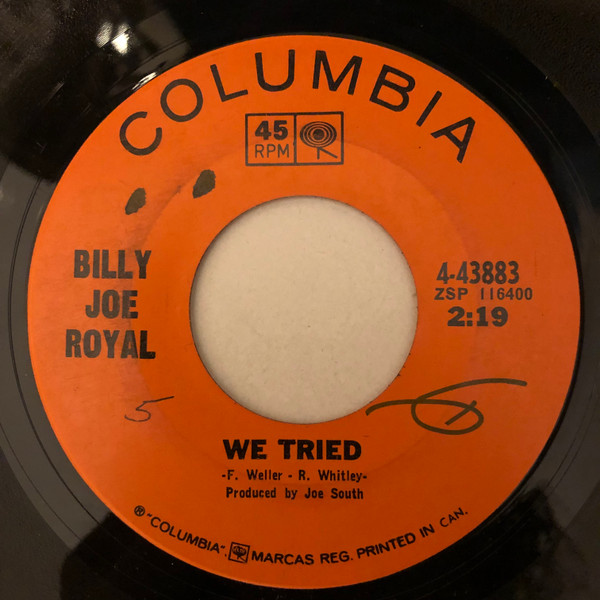 COLUMBIA
45
RPM
BILLY
JOE
ROYAL
4-43883
ZSP 116400
2:19
5
WE TRIED
-F. Weller - R. Whitley-
Produced by Joe South
® "COLUMBIA", MARCAS REG. PRINTED IN CAN.